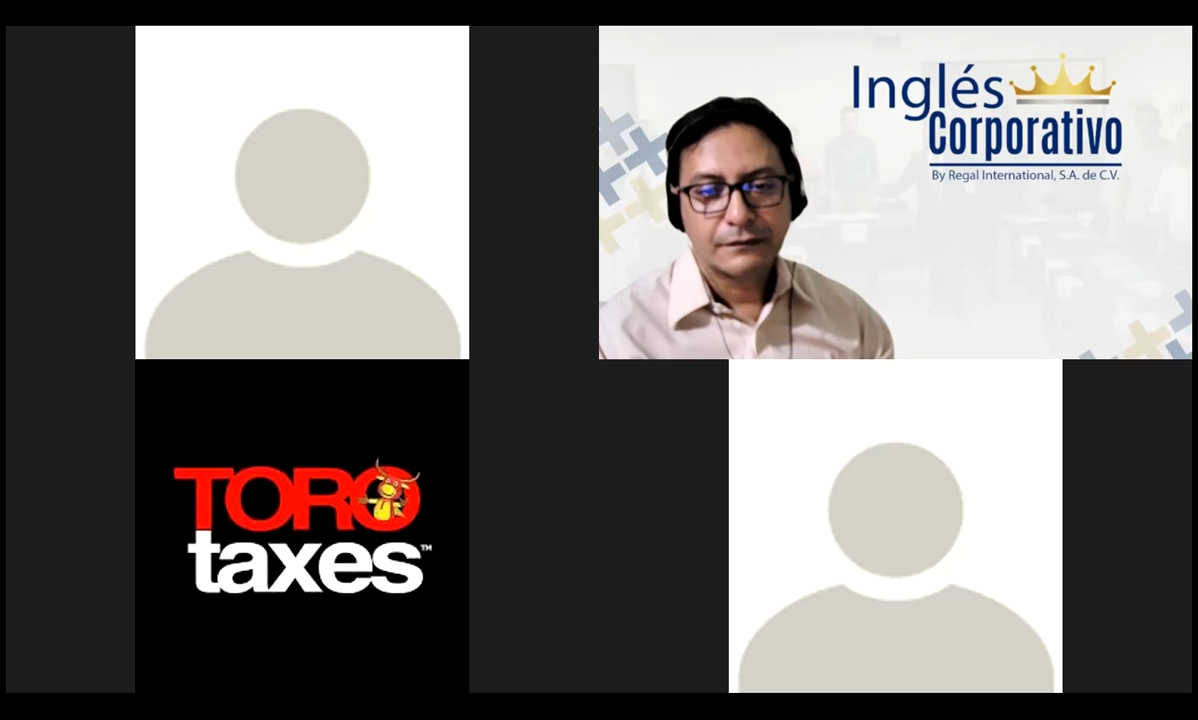 Inglés
Corporativo
By Regal International, S.A. de C.V.
TORO
taxes™